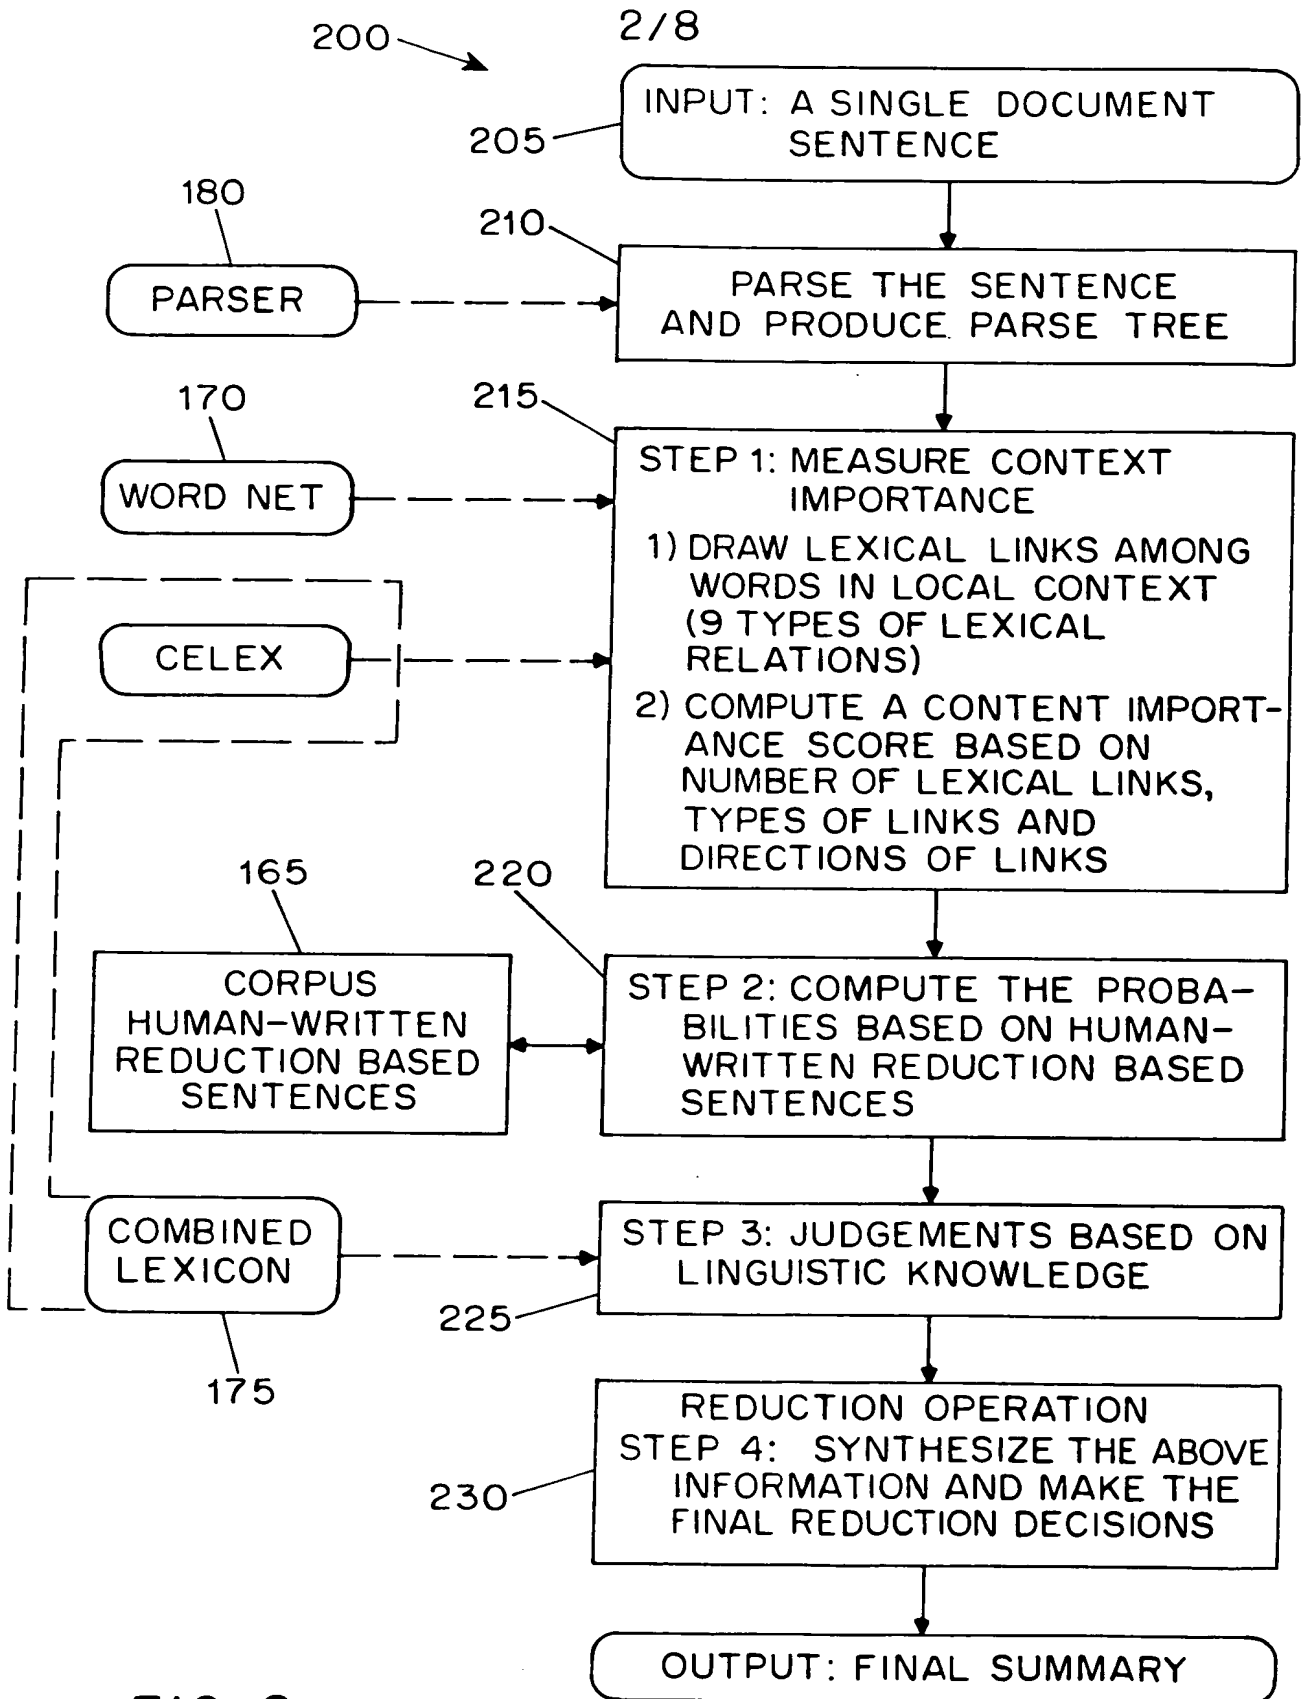 2/8
200
INPUT: A SINGLE DOCUMENT
SENTENCE
205
180
210
PARSER
PARSE THE SENTENCE
AND PRODUCE PARSE TREE
170
215
WORD NET
STEP 1: MEASURE CONTEXT
IMPORTANCE
1) DRAW LEXICAL LINKS AMONG
WORDS IN LOCAL CONTEXT
(9 TYPES OF LEXICAL
RELATIONS)
CELEX
2) COMPUTE A CONTENT IMPORT-
ANCE SCORE BASED ON
NUMBER OF LEXICAL LINKS,
TYPES OF LINKS AND
DIRECTIONS OF LINKS
165
220
CORPUS
HUMAN-WRITTEN
REDUCTION BASED
SENTENCES
STEP 2: COMPUTE THE PROBA-
BILITIES BASED ON HUMAN-
WRITTEN REDUCTION BASED
SENTENCES
COMBINED
LEXICON
175
STEP 3: JUDGEMENTS BASED ON
LINGUISTIC KNOWLEDGE
225
REDUCTION OPERATION
STEP 4: SYNTHESIZE THE ABOVE
INFORMATION AND MAKE THE
FINAL REDUCTION DECISIONS
230
OUTPUT: FINAL SUMMARY